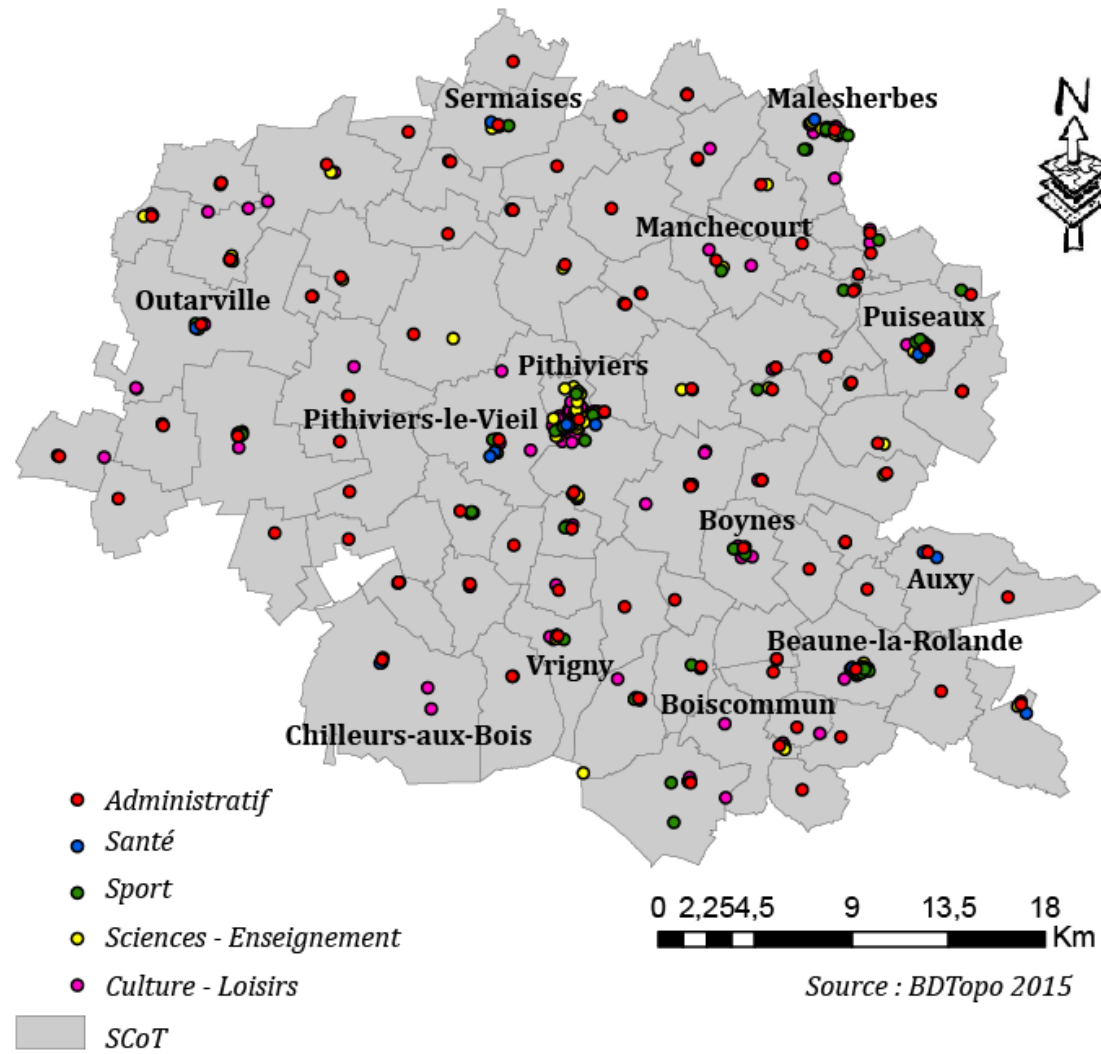 Sermaises
Malesherbes
N
Manchecourt
Outarville
Puiseaux
Pithiviers
Pithiviers-le-Vieil
Boynes
Auxy
Beaune-la-Rolande
Vrigny
Boiscommun
Chilleurs-aux-Bois
Administratif
Santé
Sport
Sciences - Enseignement
Culture - Loisirs
SCoT
0 2,254,5 9 13,5 18
Km
Source : BDTopo 2015